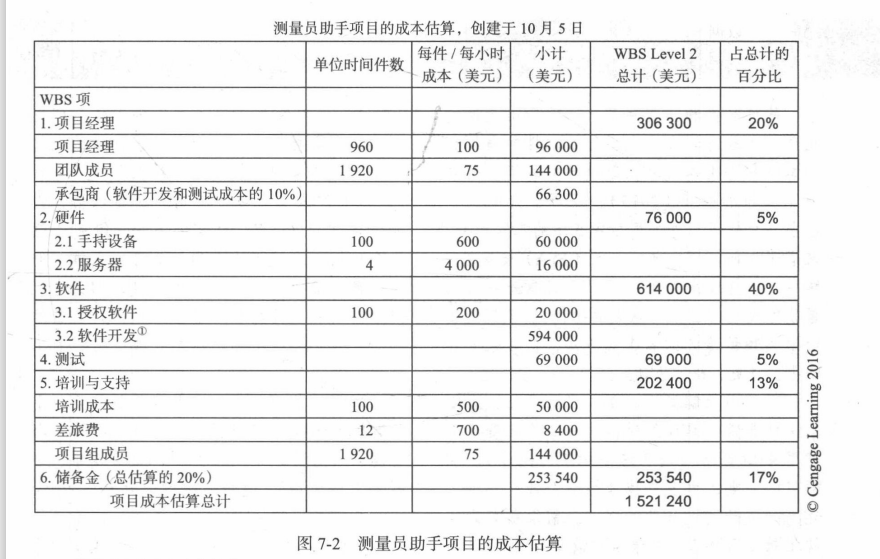 测量员助手项目的成本估算，创建于 10 月 5 日
单位时间件数 每件 / 每小时成本（美元） 小计（美元） WBS Level 2 总计（美元） 占总计的百分比
WBS 项
1. 项目经理 306 300 20%
项目经理 960 100 96 000
团队成员 1 920 75 144 000
承包商（软件开发和测试成本的 10%） 66 300
2. 硬件 76 000 5%
2.1 手持设备 100 600 60 000
2.2 服务器 4 4 000 16 000
3. 软件 614 000 40%
3.1 授权软件 100 200 20 000
3.2 软件开发① 594 000
4. 测试 69 000 69 000 5%
5. 培训与支持 202 400 13%
培训成本 100 500 50 000
差旅费 12 700 8 400
项目组成员 1 920 75 144 000
6. 储备金（总估算的 20%） 253 540 253 540 17%
项目成本估算总计 1 521 240
© Cengage Learning 2016
图 7-2 测量员助手项目的成本估算